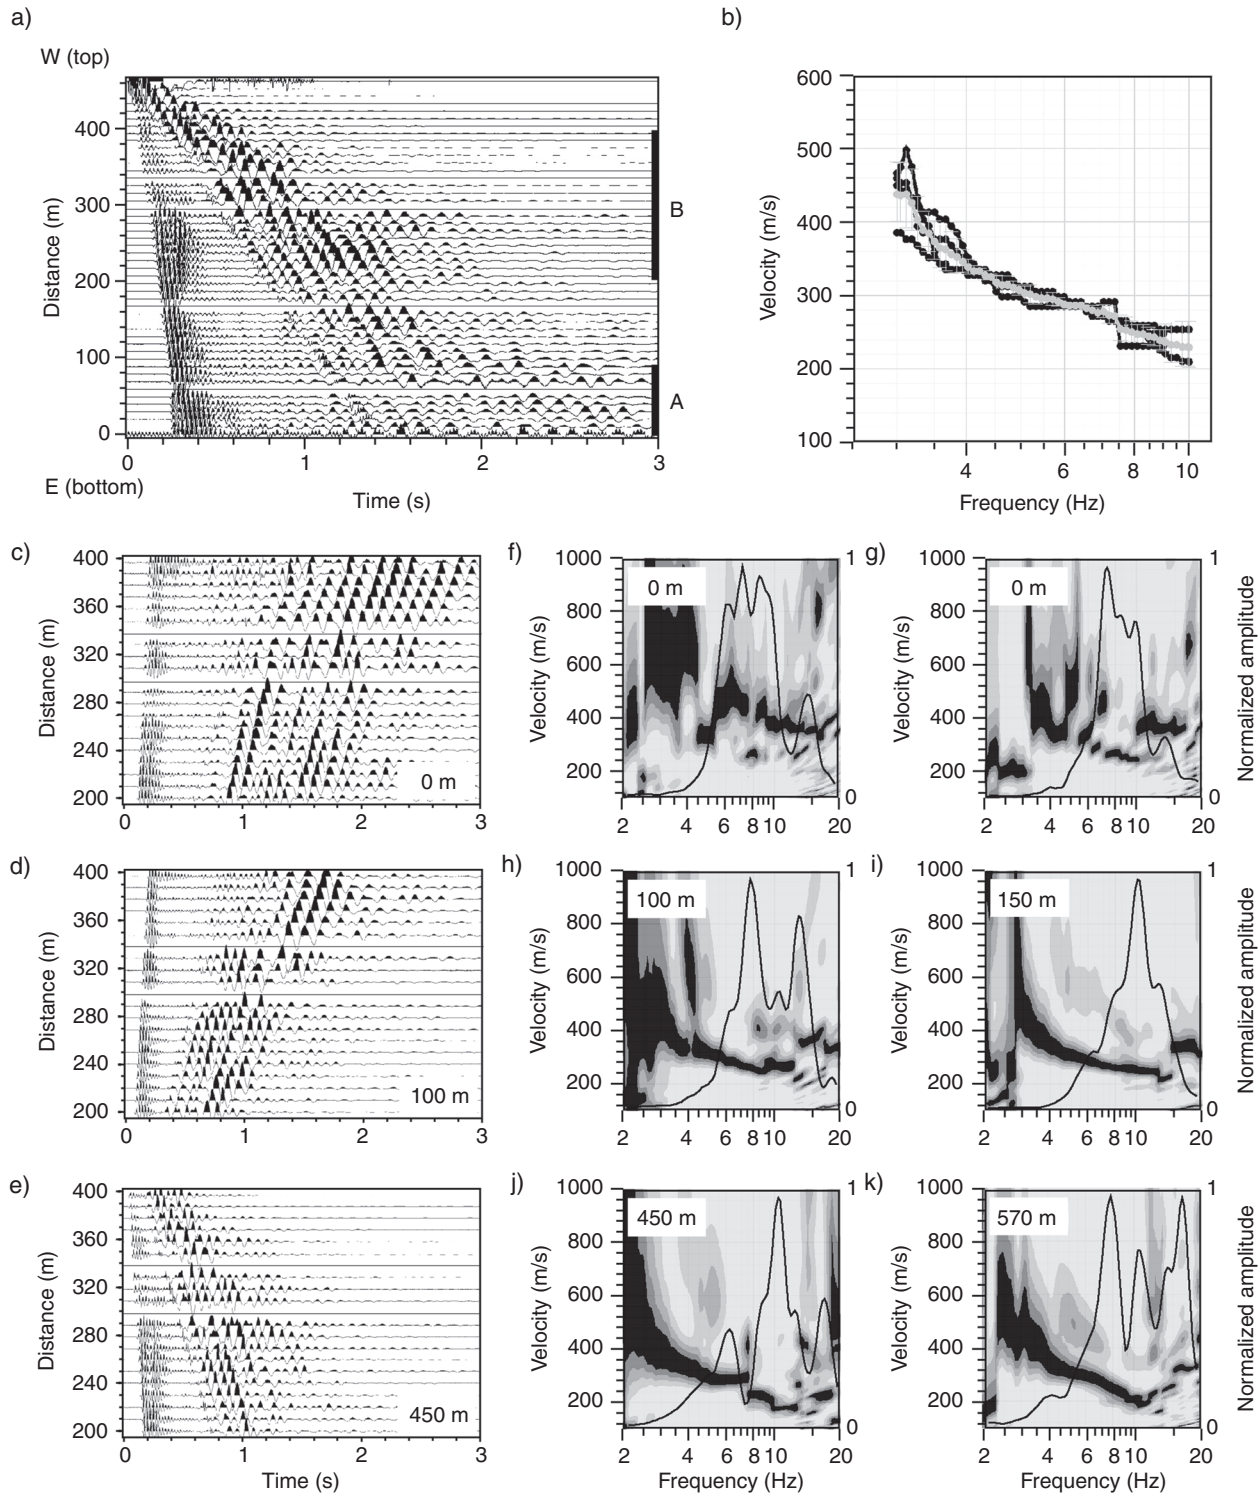 a)
b)
W (top)
400
300
200
100
0
Distance (m)
B
A
0
1
2
3
E (bottom)
Time (s)
600
500
400
300
200
100
Velocity (m/s)
4
6
8
10
Frequency (Hz)
c)
400
360
320
280
240
200
Distance (m)
0 m
0
1
2
3
f)
1000
800
600
400
200
Velocity (m/s)
0 m
1
0
2
4
6
8
10
20
g)
1000
800
600
400
200
Velocity (m/s)
0 m
1
0
Normalized amplitude
2
4
6
8
10
20
d)
400
360
320
280
240
200
Distance (m)
100 m
0
1
2
3
h)
1000
800
600
400
200
Velocity (m/s)
100 m
1
0
2
4
6
8
10
20
i)
1000
800
600
400
200
Velocity (m/s)
150 m
1
0
Normalized amplitude
2
4
6
8
10
20
e)
400
360
320
280
240
200
Distance (m)
450 m
0
1
2
3
Time (s)
j)
1000
800
600
400
200
Velocity (m/s)
450 m
1
0
2
4
6
8
10
20
Frequency (Hz)
k)
1000
800
600
400
200
Velocity (m/s)
570 m
1
0
Normalized amplitude
2
4
6
8
10
20
Frequency (Hz)